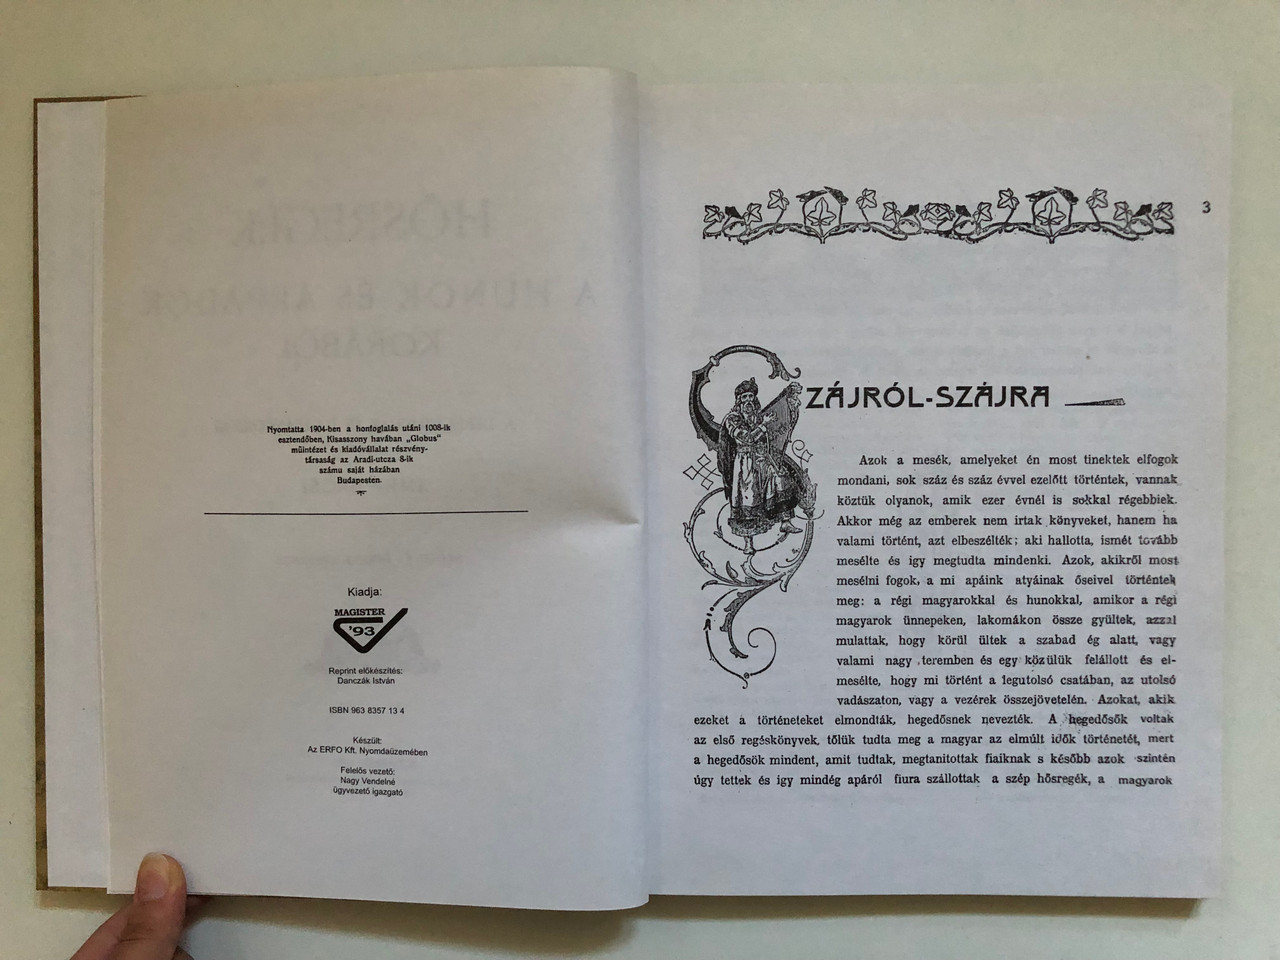 Nyomtatta 1904-ben a honfoglalás utáni 1008-ik
esztendőben, Kisasszony havában „Globus"
műintézet és kiadóvállalat részvény-
társaság az Aradi-utcza 8-ik
számu saját házában
Budapesten.
Kiadja:
MAGISTER
'93
Reprint előkészítés:
Danczák István
ISBN 963 8357 13 4
Készült:
Az ERFO Kft. Nyomdaüzemében
Felelős vezető:
Nagy Vendelné
ügyvezető igazgató
3
SZÁJRÓL-SZÁJRA
Azok a mesék, amelyeket én most tinektek elfogok
mondani, sok száz és száz évvel ezelőtt történtek, vannak
köztük olyanok, amik ezer évnél is sokkal régebbiek.
Akkor még az emberek nem irtak könyveket, hanem ha
valami történt, azt elbeszélték; aki hallotta, ismét tovább
mesélte és igy megtudta mindenki. Azok, akikről most
mesélni fogok, a mi apáink atyáinak őseivel történtek
meg: a régi magyarokkal és hunokkal, amikor a régi
magyarok ünnepeken, lakomákon össze gyültek, azzal
mulattak, hogy körül ültek a szabad ég alatt, vagy
valami nagy teremben és egy közülük felállott és el-
mesélte, hogy mi történt a legutolsó csatában, az utolsó
vadászaton, vagy a vezérek összejövetelén. Azokat, akik
ezeket a történeteket elmondták, hegedősnek nevezték. A hegedősök voltak
az első regéskönyvek, tőlük tudta meg a magyar az elmúlt idők történetét, mert
a hegedősök mindent, amit tudtak, megtanitottak fiaiknak s később azok szintén
úgy tettek és igy mindég apáról fiura szállottak a szép hősregék, a magyarok